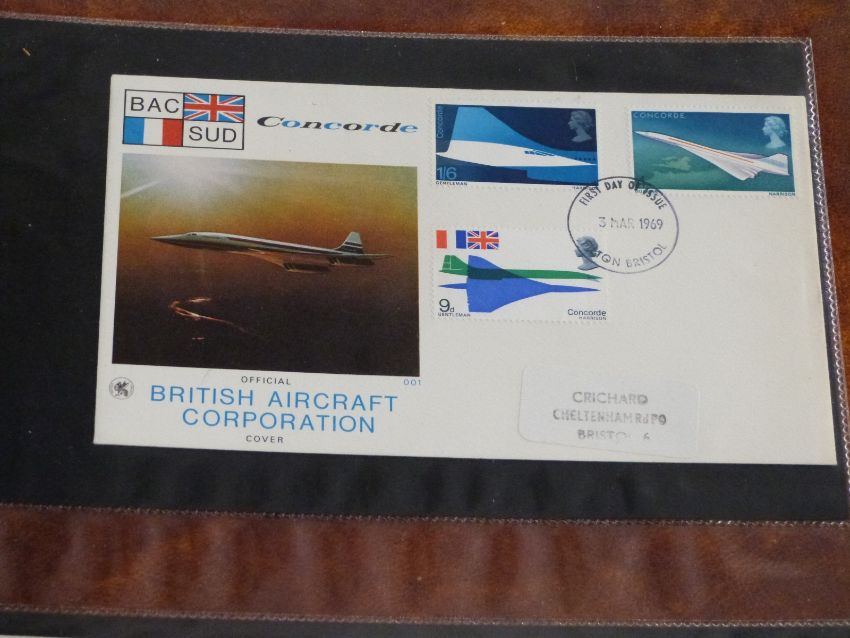 BAC
SUD
Concorde
Concorde
1/6
GENTLEMAN
CONCORDE
HARRISON
FIRST DAY OF ISSUE
3 MAR 1969
BRISTOL
9d
GENTLEMAN
Concorde
HARRISON
OFFICIAL
001
BRITISH AIRCRAFT
CORPORATION
COVER
CRICHARD
CHELTENHAM Rd PO
BRISTOL 6